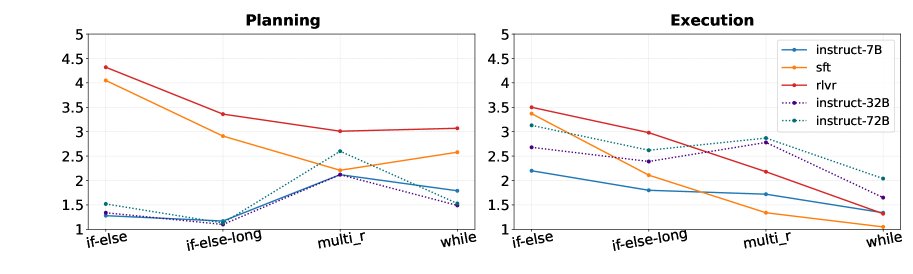 Planning
5
4.5
4
3.5
3
2.5
2
1.5
1
if-else
if-else-long
multi_r
while
Execution
5
4.5
4
3.5
3
2.5
2
1.5
1
if-else
if-else-long
multi_r
while
instruct-7B
sft
rlvr
instruct-32B
instruct-72B